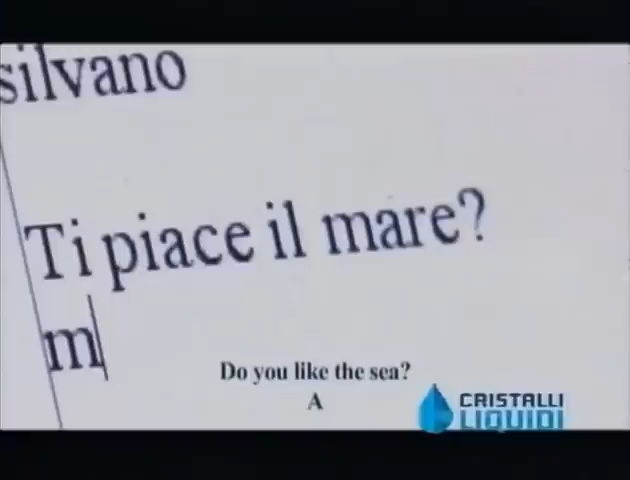 silvano
Ti piace il mare?
m
Do you like the sea?
A
CRISTALLI
LIQUIDI